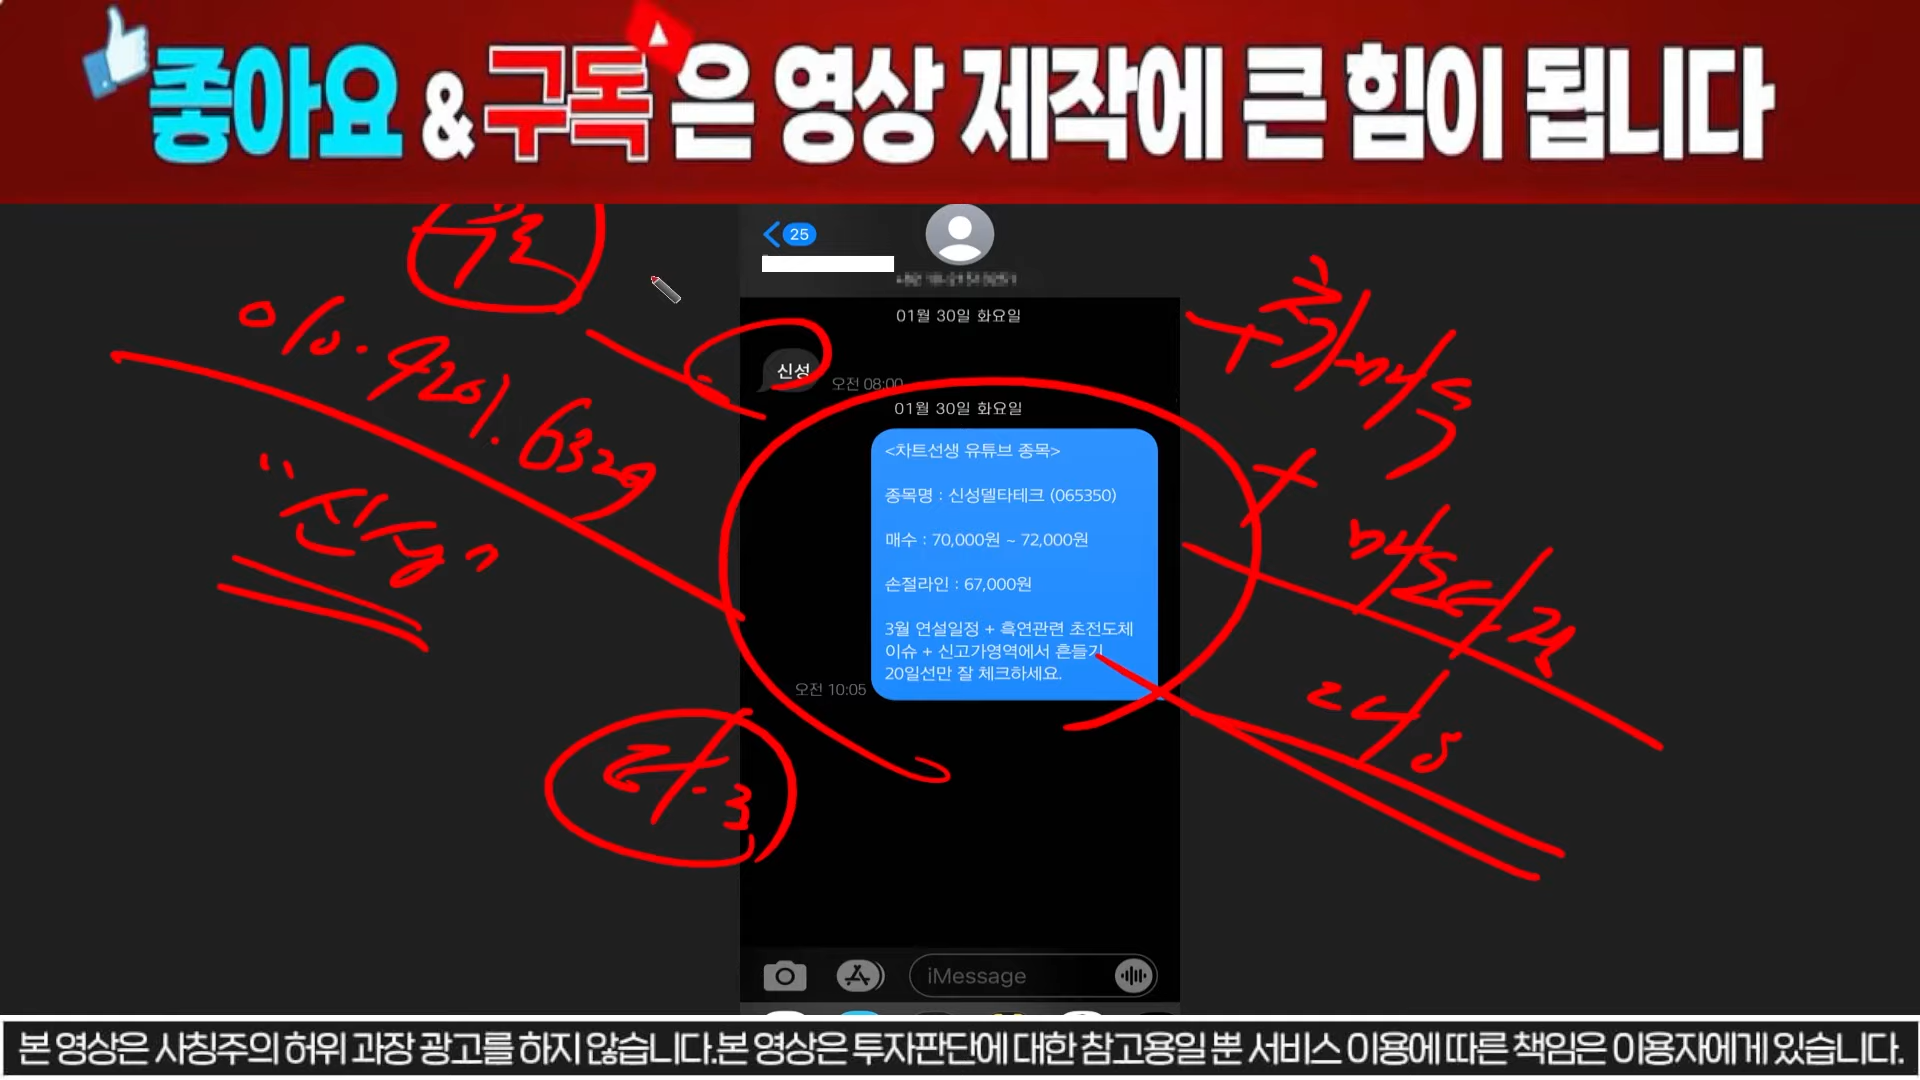 좋아요 & 구독 은 영상 제작에 큰 힘이 됩니다
25
01월 30일 화요일
신성
오전 08:00
01월 30일 화요일
<차트선생 유튜브 종목>
종목명 : 신성델타테크 (065350)
매수 : 70,000원 ~ 72,000원
손절라인 : 67,000원
3월 연설일정 + 흑연관련 초전도체
이슈 + 신고가영역에서 흔들기
20일선만 잘 체크하세요.
오전 10:05
"신성"
iMessage
본 영상은 사칭주의 허위 과장 광고를 하지 않습니다.본 영상은 투자판단에 대한 참고용일 뿐 서비스 이용에 따른 책임은 이용자에게 있습니다.